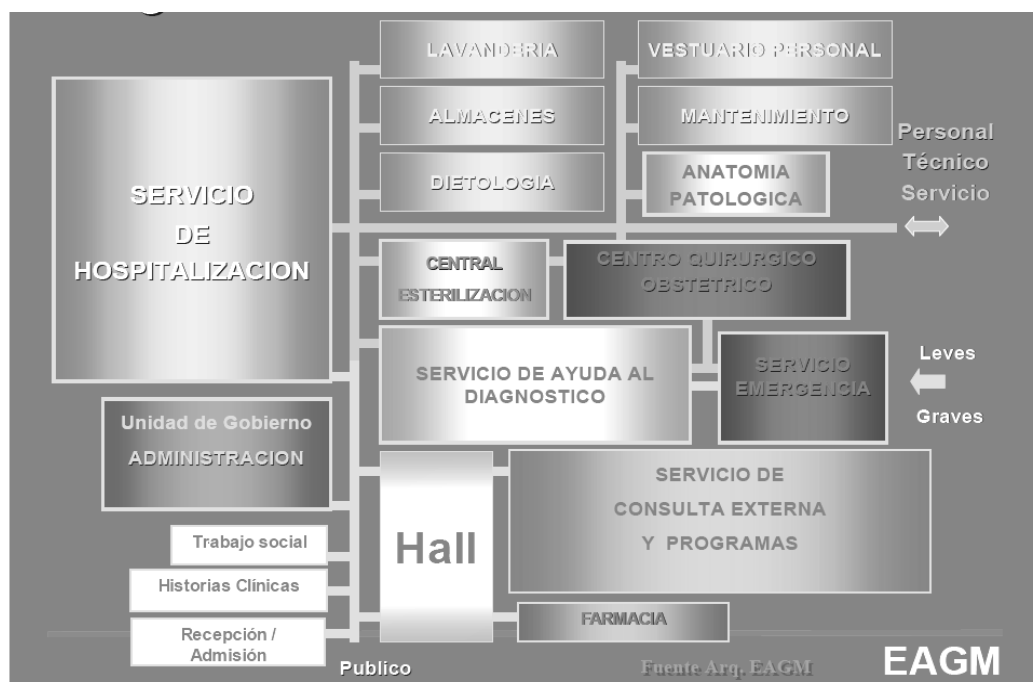 LAVANDERIA
VESTUARIO PERSONAL
ALMACENES
MANTENIMIENTO
Personal
Técnico
Servicio
DIETOLOGIA
ANATOMIA
PATOLOGICA
SERVICIO
DE
HOSPITALIZACION
CENTRAL
ESTERILIZACION
CENTRO QUIRURGICO
OBSTETRICO
SERVICIO DE AYUDA AL
DIAGNOSTICO
SERVICIO
EMERGENCIA
Leves
Graves
Unidad de Gobierno
ADMINISTRACION
Hall
SERVICIO DE
CONSULTA EXTERNA
Y PROGRAMAS
Trabajo social
Historias Clínicas
Recepción /
Admisión
FARMACIA
Publico
Fuente Arq. EAGM
EAGM